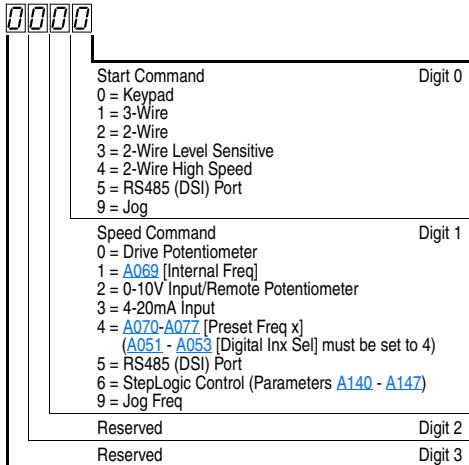 0000
Start Command Digit 0
0 = Keypad
1 = 3-Wire
2 = 2-Wire
3 = 2-Wire Level Sensitive
4 = 2-Wire High Speed
5 = RS485 (DSI) Port
9 = Jog
Speed Command Digit 1
0 = Drive Potentiometer
1 = A069 [Internal Freq]
2 = 0-10V Input/Remote Potentiometer
3 = 4-20mA Input
4 = A070-A077 [Preset Freq x]
(A051 - A053 [Digital Inx Sel] must be set to 4)
5 = RS485 (DSI) Port
6 = StepLogic Control (Parameters A140 - A147)
9 = Jog Freq
Reserved Digit 2
Reserved Digit 3